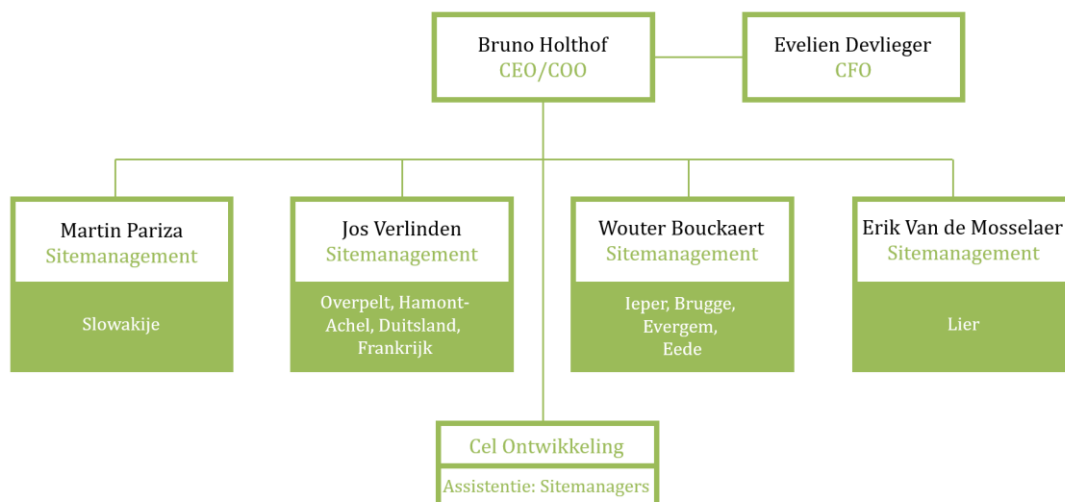 Bruno Holthof
CEO/COO
Evelien Devlieger
CFO
Martin Pariza
Sitemanagement
Slowakije
Jos Verlinden
Sitemanagement
Overpelt, Hamont-
Achel, Duitsland,
Frankrijk
Wouter Bouckaert
Sitemanagement
Ieper, Brugge,
Evergem,
Eede
Erik Van de Mosselaer
Sitemanagement
Lier
Cel Ontwikkeling
Assistentie: Sitemanagers